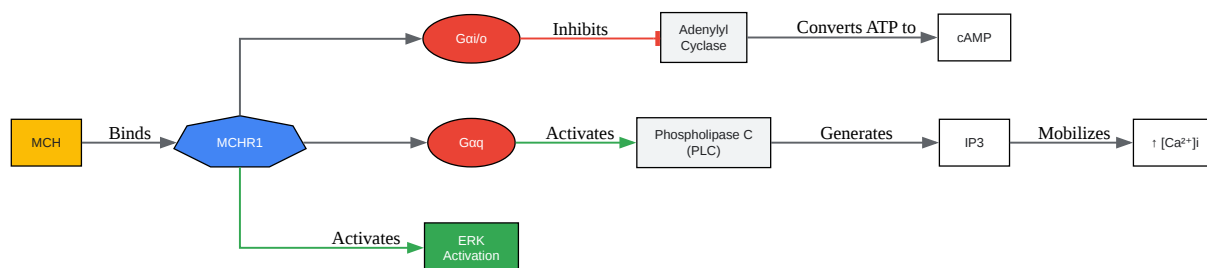 Gαi/o
Inhibits
Adenylyl
Cyclase
Converts ATP to
cAMP
MCH
Binds
MCHR1
Gαq
Activates
Phospholipase C
(PLC)
Generates
IP3
Mobilizes
↑ [Ca²⁺]i
Activates
ERK
Activation